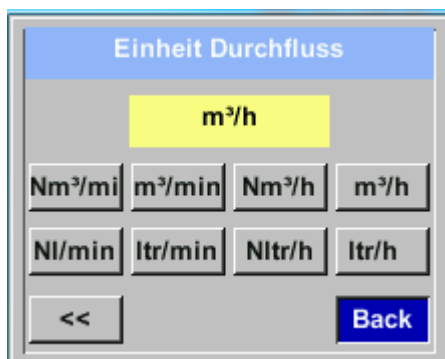 Einheit Durchfluss
m³/h
Nm³/mi m³/min Nm³/h m³/h
Nl/min ltr/min Nltr/h ltr/h
<< Back